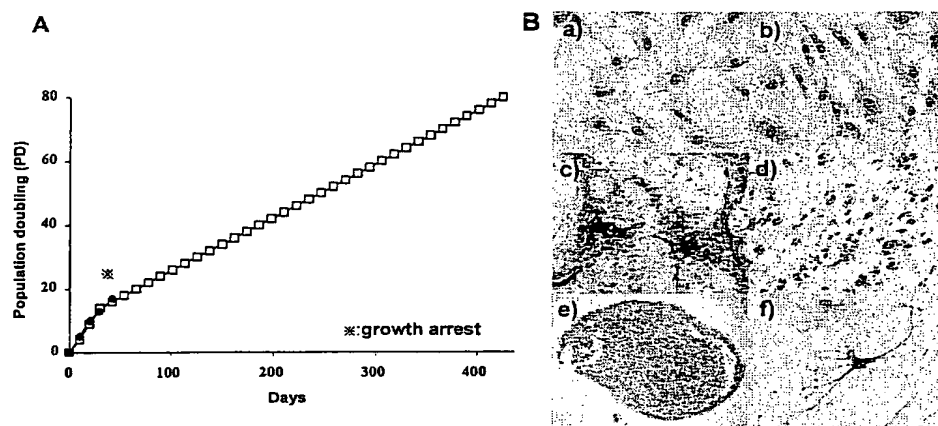 A
Population doubling (PD)
80
60
40
20
0
※
※:growth arrest
0
100
200
300
400
Days
B
a)
b)
c)
d)
e)
f)